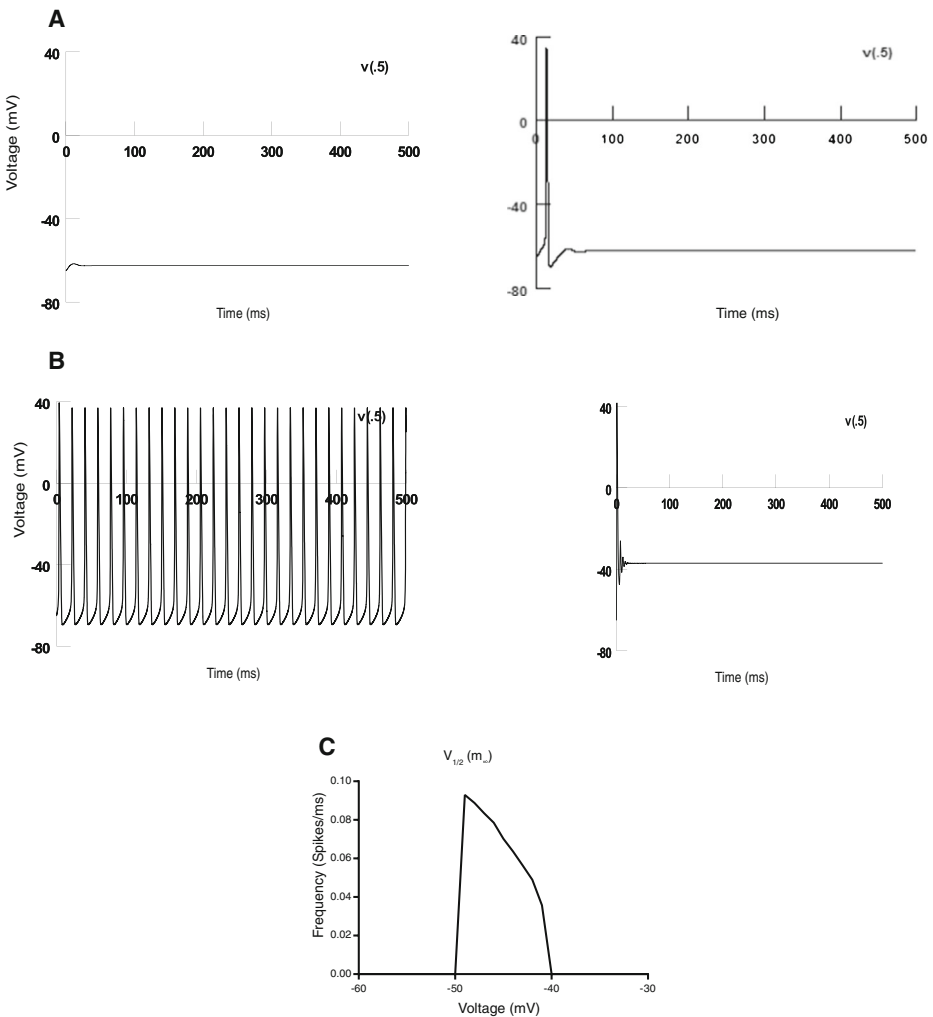 A
40
v(.5)
0
0 100 200 300 400 500
-40
-80
Voltage (mV)
Time (ms)
40
v(.5)
0
0 100 200 300 400 500
-40
-80
Time (ms)
B
40
v(.5)
0
0 100 200 300 400 500
-40
-80
Voltage (mV)
Time (ms)
40
v(.5)
0
0 100 200 300 400 500
-40
-80
Time (ms)
C
V1/2 (m∞)
0.10
0.08
0.06
0.04
0.02
0.00
Frequency (Spikes/ms)
-60 -50 -40 -30
Voltage (mV)